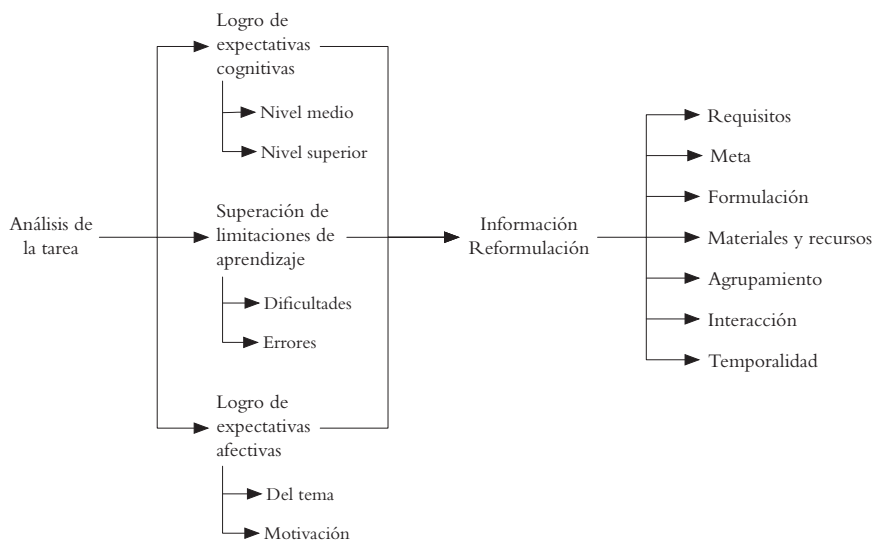 Análisis de
la tarea
Logro de
expectativas
cognitivas
Nivel medio
Nivel superior
Superación de
limitaciones de
aprendizaje
Dificultades
Errores
Logro de
expectativas
afectivas
Del tema
Motivación
Información
Reformulación
Requisitos
Meta
Formulación
Materiales y recursos
Agrupamiento
Interacción
Temporalidad